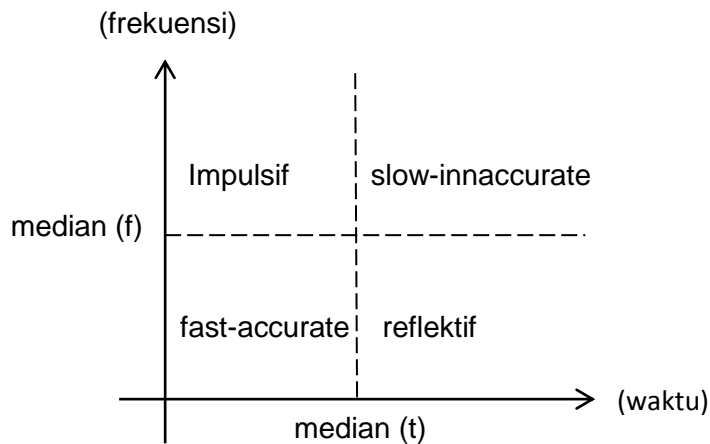 (frekuensi)
Impulsif
slow-innaccurate
median (f)
fast-accurate
reflektif
(waktu)
median (t)